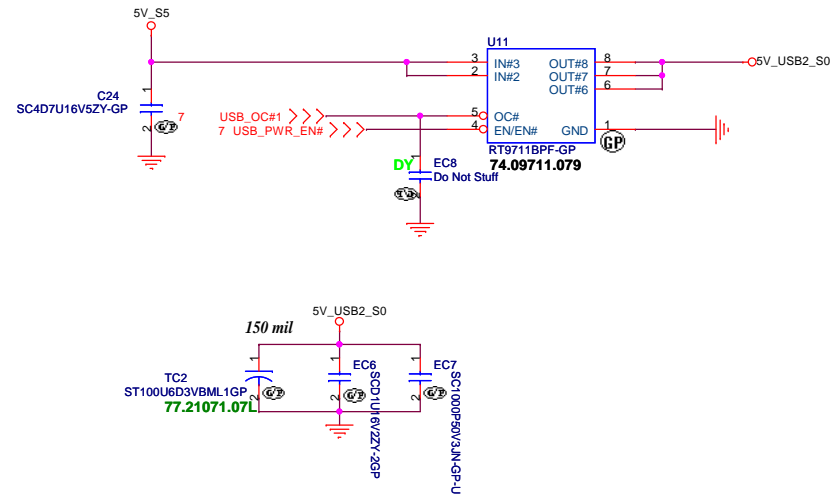 5V_S5
U11
3 IN#3 OUT#8 8 5V_USB2_S0
2 IN#2 OUT#7 7
OUT#6 6
C24
SC4D7U16V5ZY-GP
1
2 G/P 7
USB_OC#1 5 OC#
7 USB_PWR_EN# 4 EN/EN# GND 1
GP
RT9711BPF-GP
74.09711.079
DY 1 EC8
Do Not Stuff
5V_USB2_S0
150 mil
1 1 EC6 1 EC7
TC2
ST100U6D3VBML1GP
77.21071.07L
2 G/P 2 G/P 2 G/P
SCD1U16V2ZY-2GP
SC1000P50V3JN-GP-U